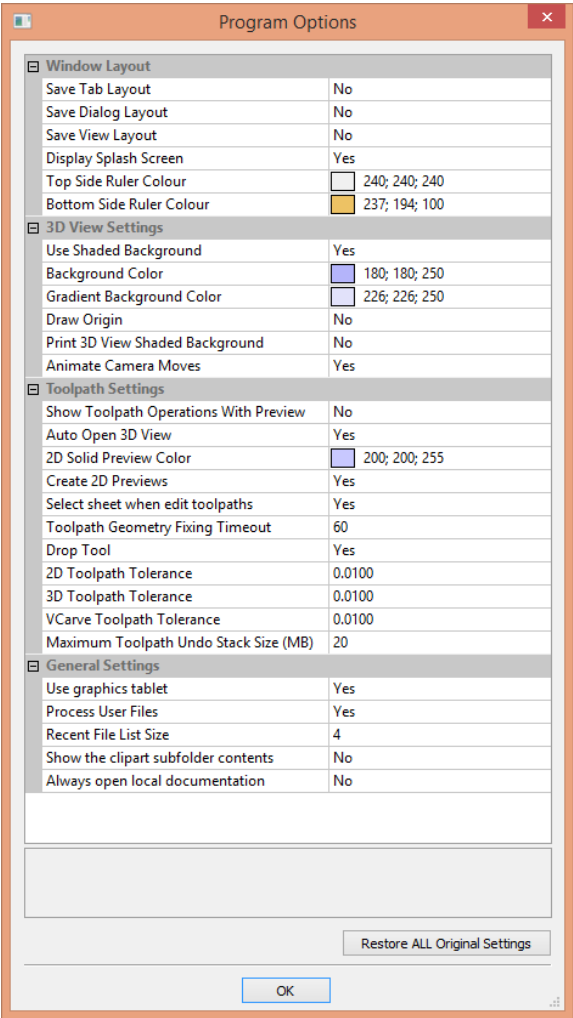 Program Options
Window Layout
Save Tab Layout No
Save Dialog Layout No
Save View Layout No
Display Splash Screen Yes
Top Side Ruler Colour 240; 240; 240
Bottom Side Ruler Colour 237; 194; 100
3D View Settings
Use Shaded Background Yes
Background Color 180; 180; 250
Gradient Background Color 226; 226; 250
Draw Origin No
Print 3D View Shaded Background No
Animate Camera Moves Yes
Toolpath Settings
Show Toolpath Operations With Preview No
Auto Open 3D View Yes
2D Solid Preview Color 200; 200; 255
Create 2D Previews Yes
Select sheet when edit toolpaths Yes
Toolpath Geometry Fixing Timeout 60
Drop Tool Yes
2D Toolpath Tolerance 0.0100
3D Toolpath Tolerance 0.0100
VCarve Toolpath Tolerance 0.0100
Maximum Toolpath Undo Stack Size (MB) 20
General Settings
Use graphics tablet Yes
Process User Files Yes
Recent File List Size 4
Show the clipart subfolder contents No
Always open local documentation No
Restore ALL Original Settings
OK